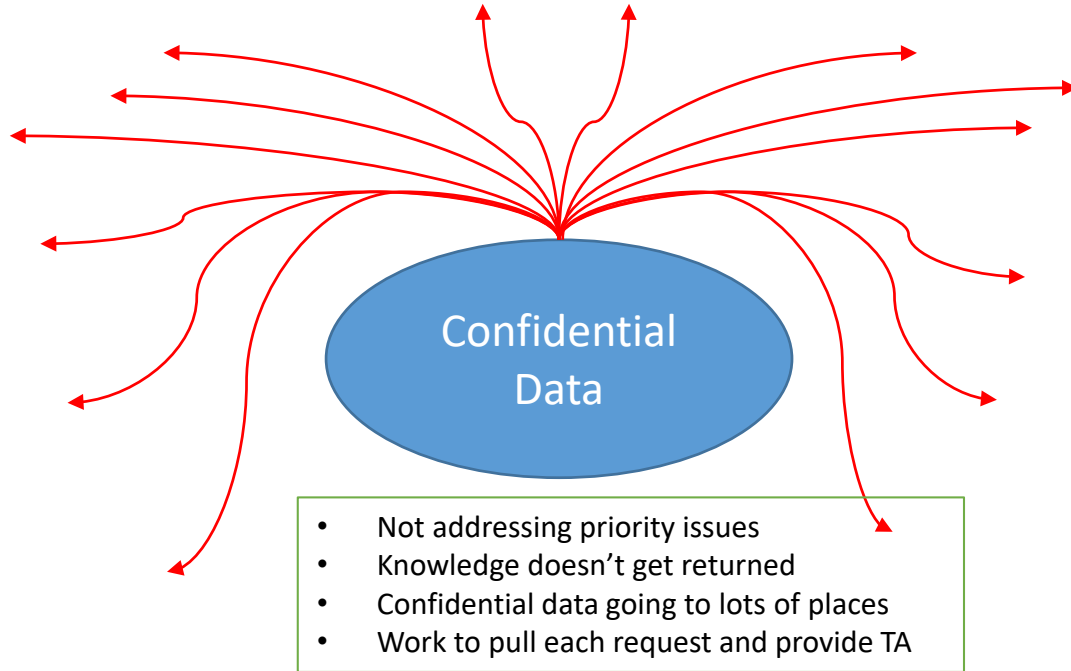 Confidential
Data
• Not addressing priority issues
• Knowledge doesn’t get returned
• Confidential data going to lots of places
• Work to pull each request and provide TA